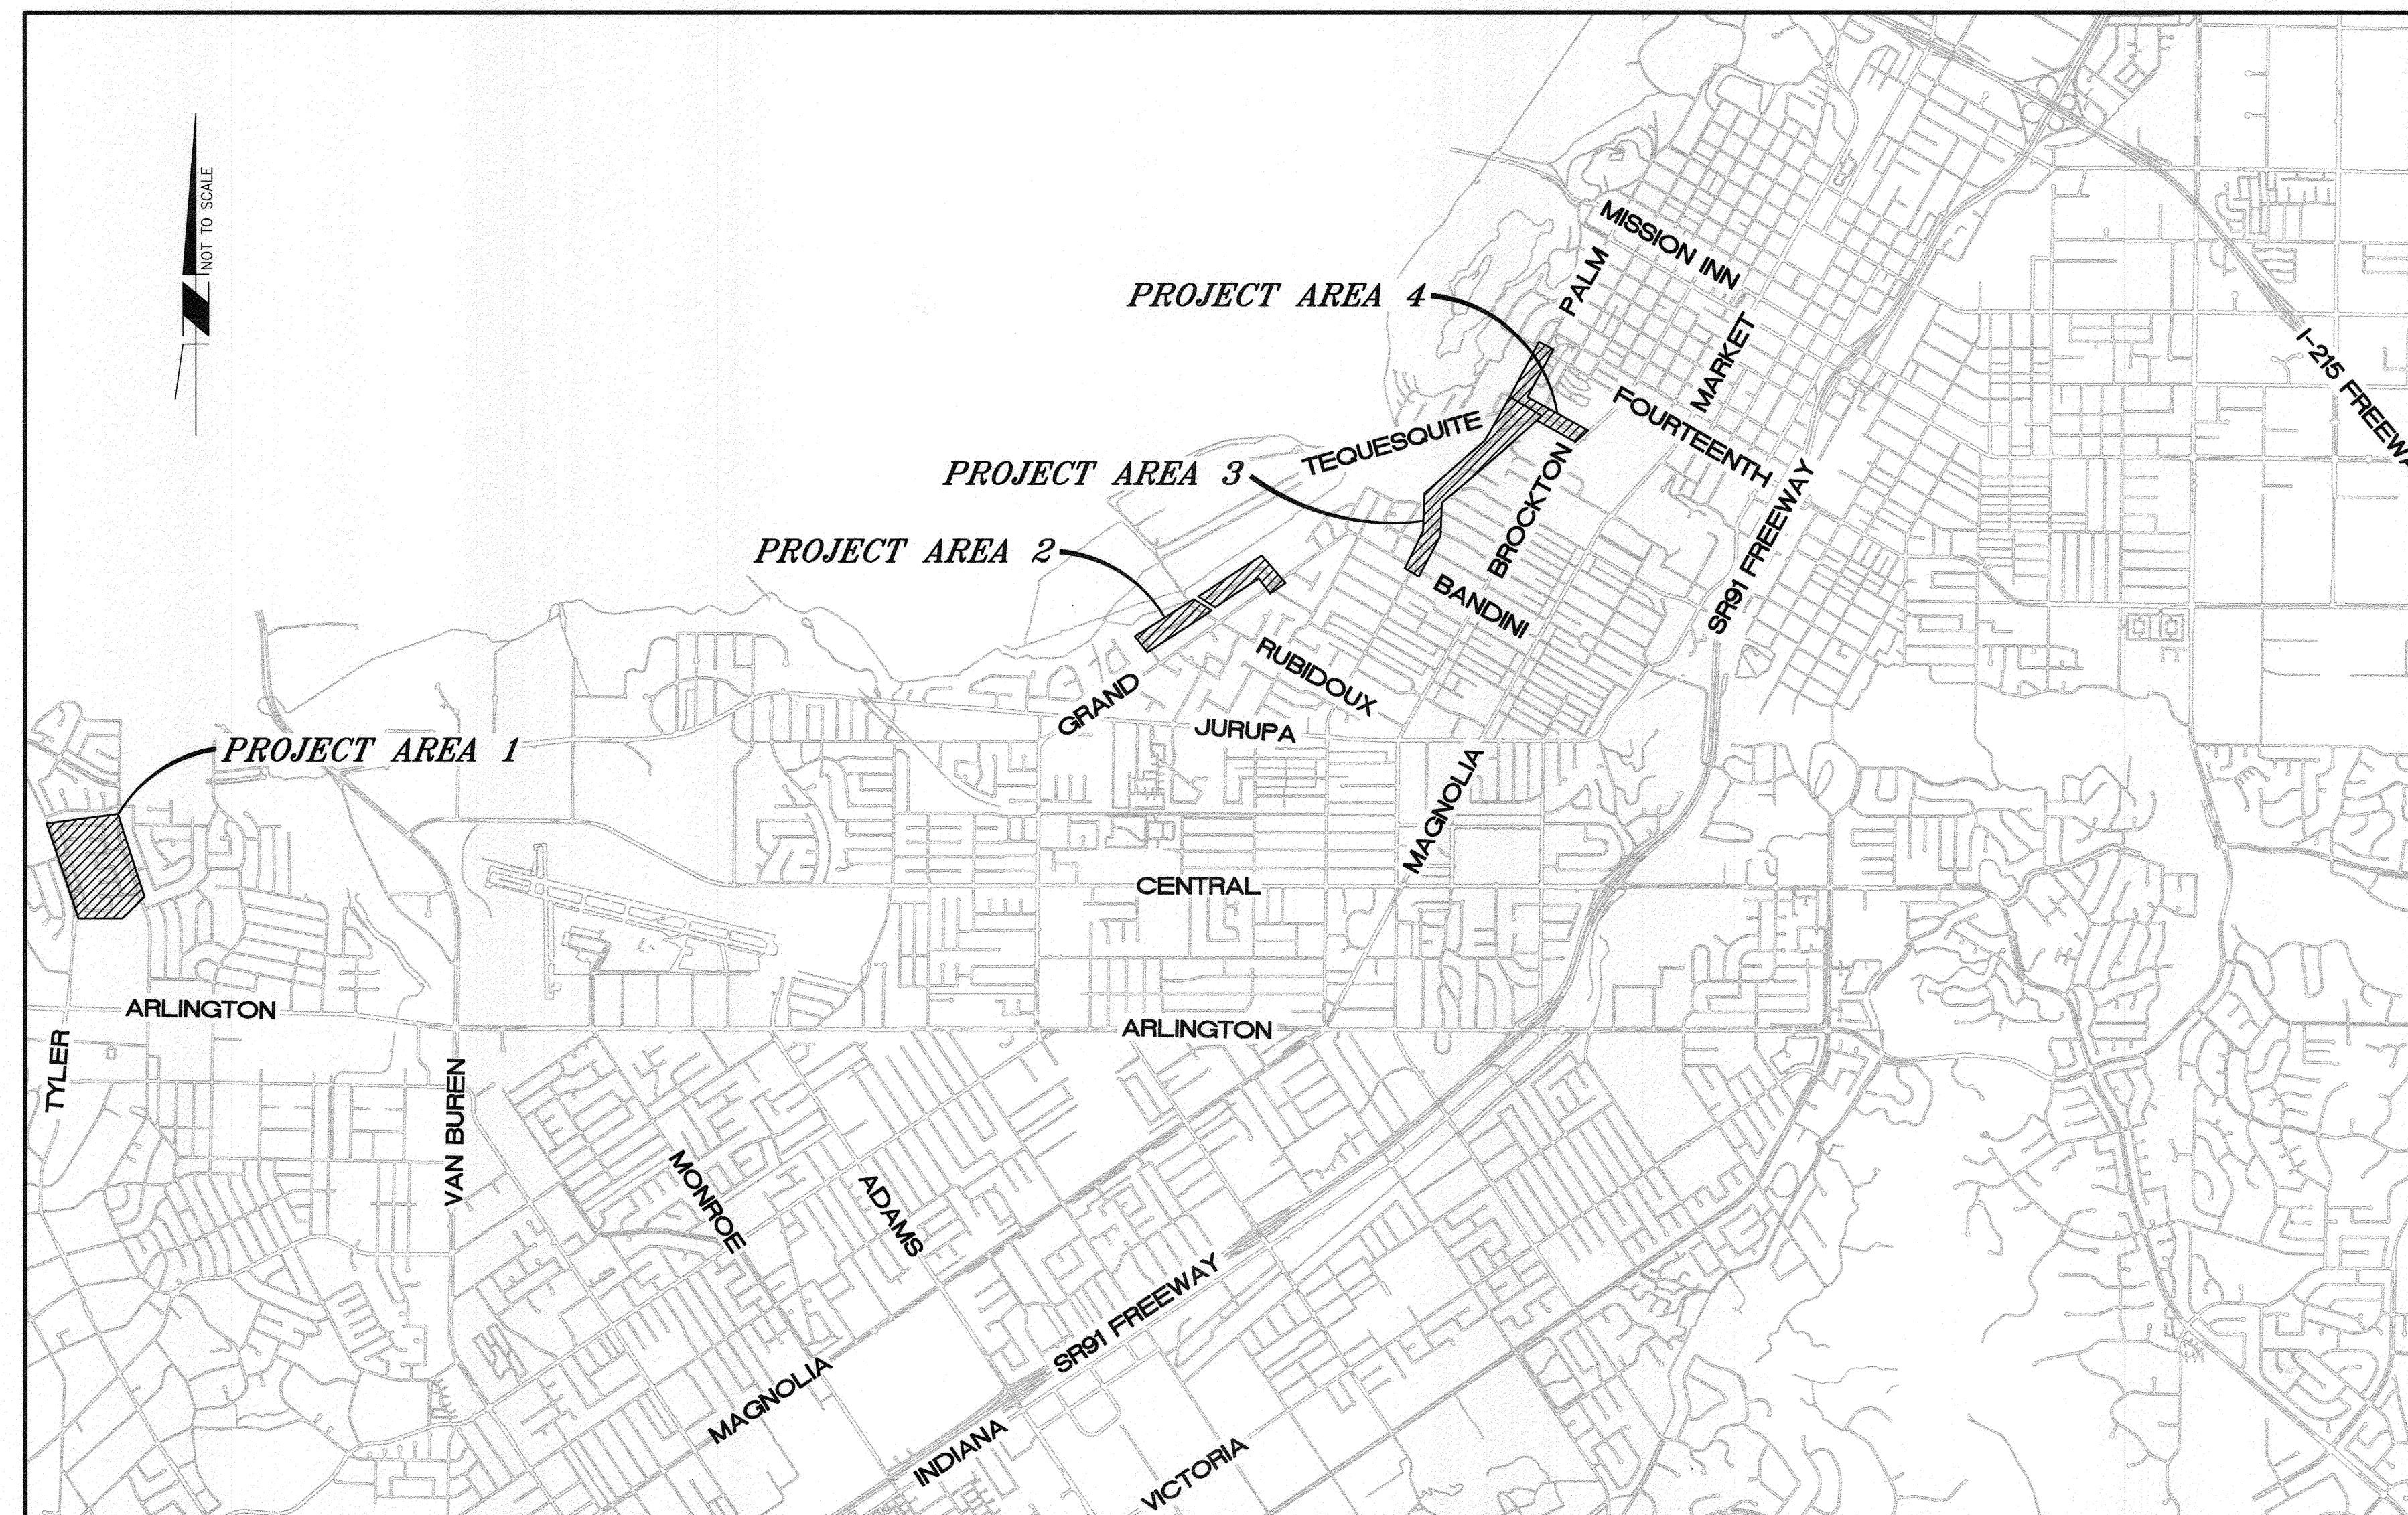 NOT TO SCALE
MISSION INN
PALM
PROJECT AREA 4
MARKET
I-215 FREEWAY
FOURTEENTH
TEQUESQUITE
PROJECT AREA 3
BROCKTON
SR91 FREEWAY
PROJECT AREA 2
BANDINI
RUBIDOUX
GRAND
JURUPA
PROJECT AREA 1
MAGNOLIA
CENTRAL
ARLINGTON
ARLINGTON
TYLER
VAN BUREN
MONROE
ADAMS
SR91 FREEWAY
MAGNOLIA
INDIANA
VICTORIA